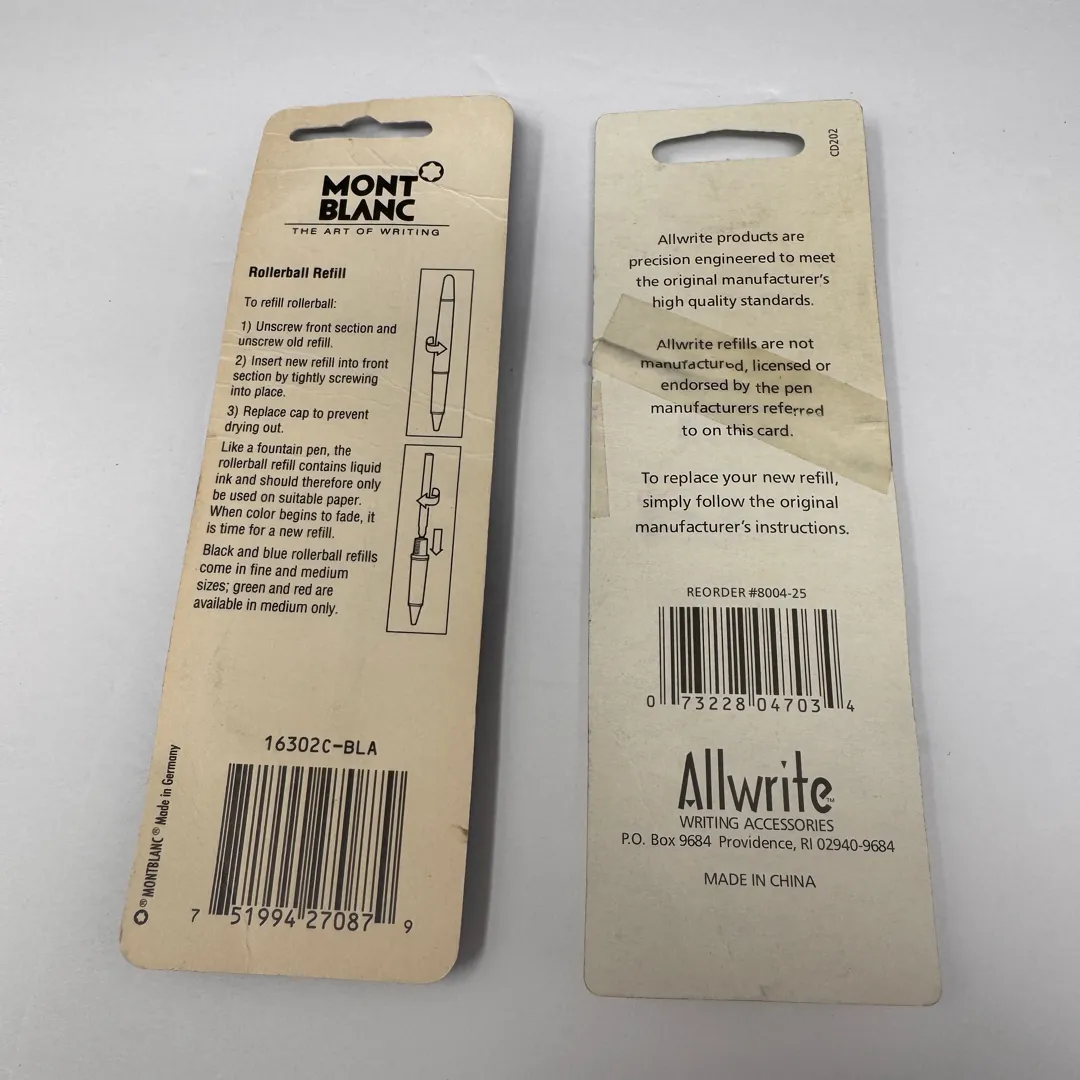 MONT
BLANC
THE ART OF WRITING
Rollerball Refill
To refill rollerball:
1) Unscrew front section and
unscrew old refill.
2) Insert new refill into front
section by tightly screwing
into place.
3) Replace cap to prevent
drying out.
Like a fountain pen, the
rollerball refill contains liquid
ink and should therefore only
be used on suitable paper.
When color begins to fade, it
is time for a new refill.
Black and blue rollerball refills
come in fine and medium
sizes; green and red are
available in medium only.
16302C-BLA
7 51994 27087 9
® MONTBLANC® Made in Germany
CD202
Allwrite products are
precision engineered to meet
the original manufacturer's
high quality standards.
Allwrite refills are not
manufactured, licensed or
endorsed by the pen
manufacturers referred
to on this card.
To replace your new refill,
simply follow the original
manufacturer's instructions.
REORDER #8004-25
0 73228 04703 4
Allwrite™
WRITING ACCESSORIES
P.O. Box 9684 Providence, RI 02940-9684
MADE IN CHINA